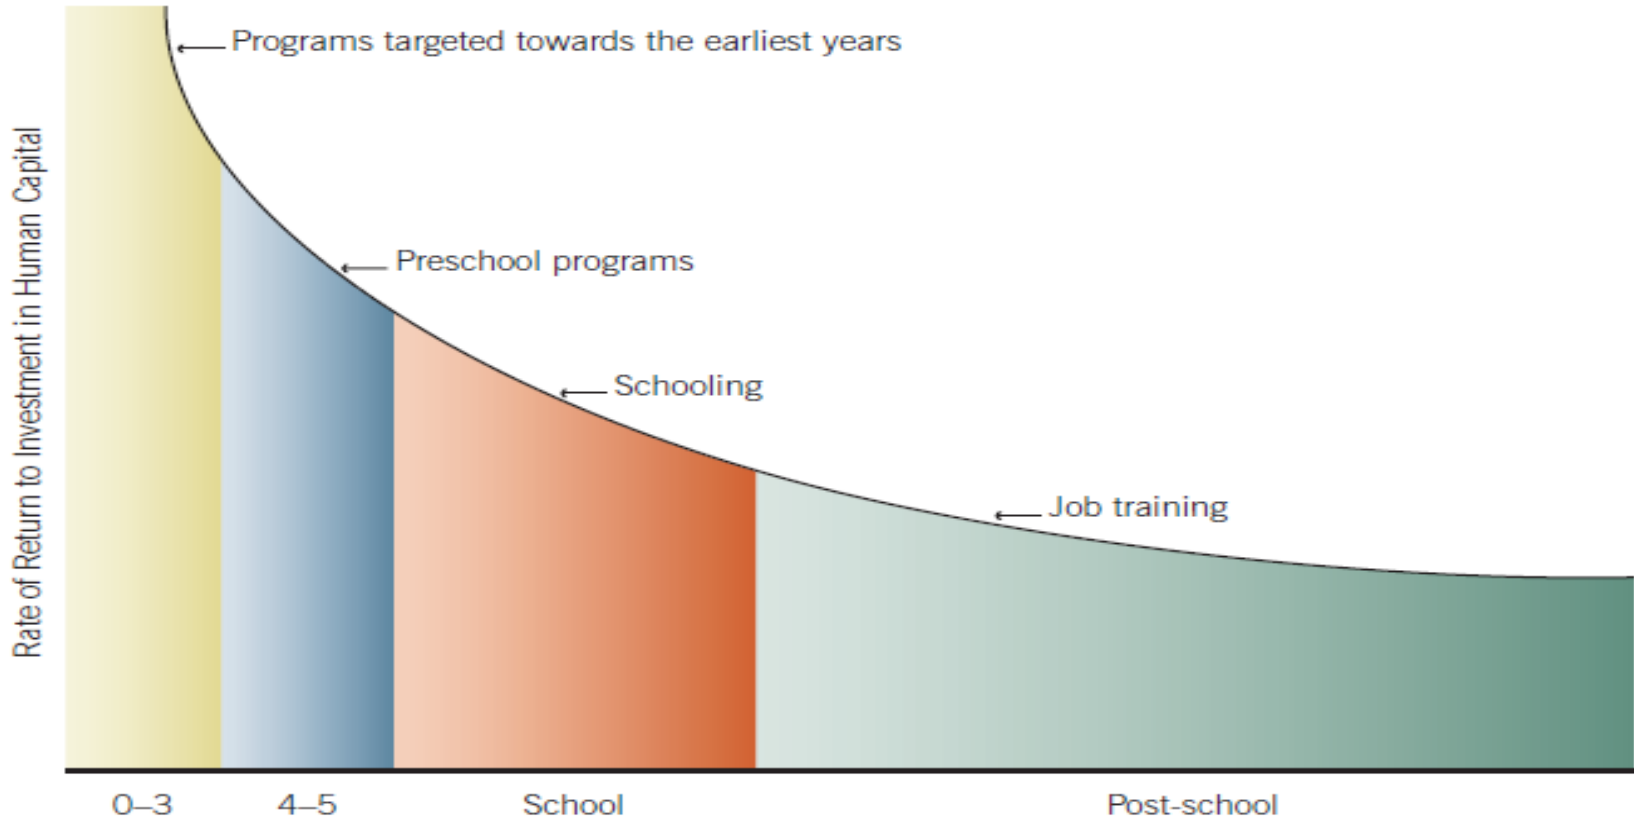 Programs targeted towards the earliest years
Rate of Return to Investment in Human Capital
Preschool programs
Schooling
Job training
0–3
4–5
School
Post-school